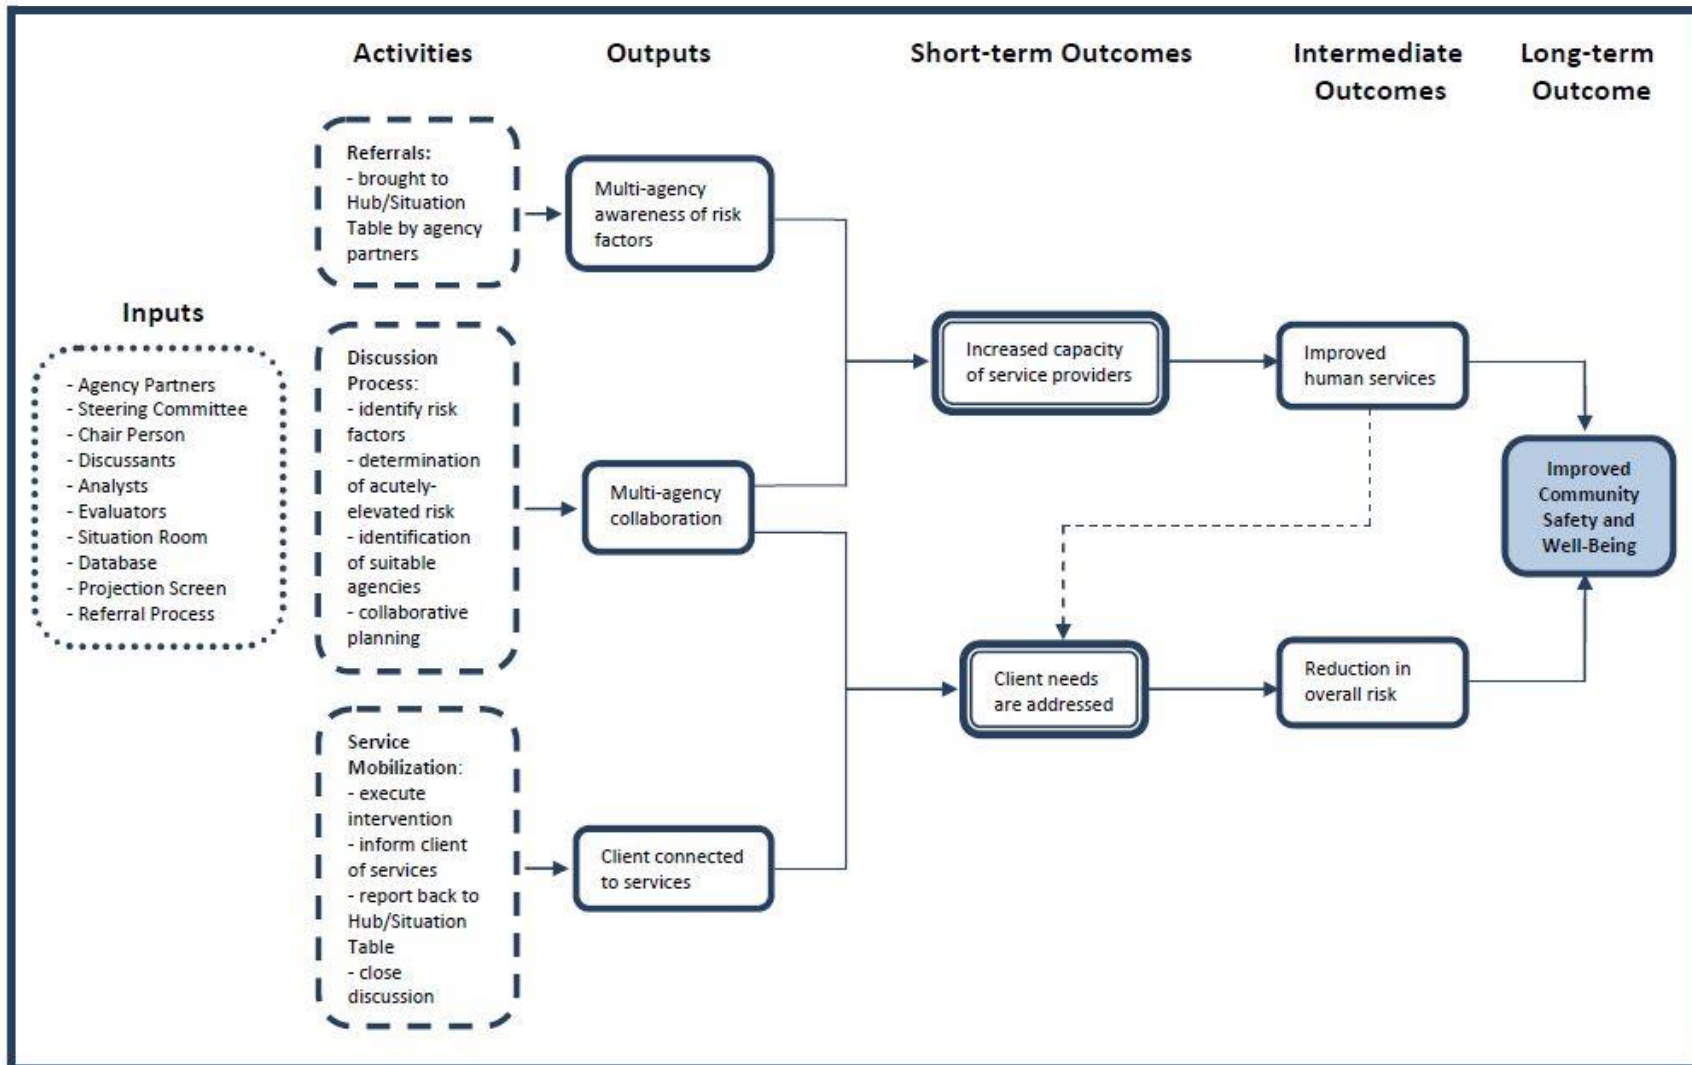 Activities
Outputs
Short-term Outcomes
Intermediate
Outcomes
Long-term
Outcome
Inputs
- Agency Partners
- Steering Committee
- Chair Person
- Discussants
- Analysts
- Evaluators
- Situation Room
- Database
- Projection Screen
- Referral Process
Referrals:
- brought to
Hub/Situation
Table by agency
partners
Discussion
Process:
- identify risk
factors
- determination
of acutely-
elevated risk
- identification
of suitable
agencies
- collaborative
planning
Service
Mobilization:
- execute
intervention
- inform client
of services
- report back to
Hub/Situation
Table
- close
discussion
Multi-agency
awareness of risk
factors
Multi-agency
collaboration
Client connected
to services
Increased capacity
of service providers
Client needs
are addressed
Improved
human services
Reduction in
overall risk
Improved
Community
Safety and
Well-Being